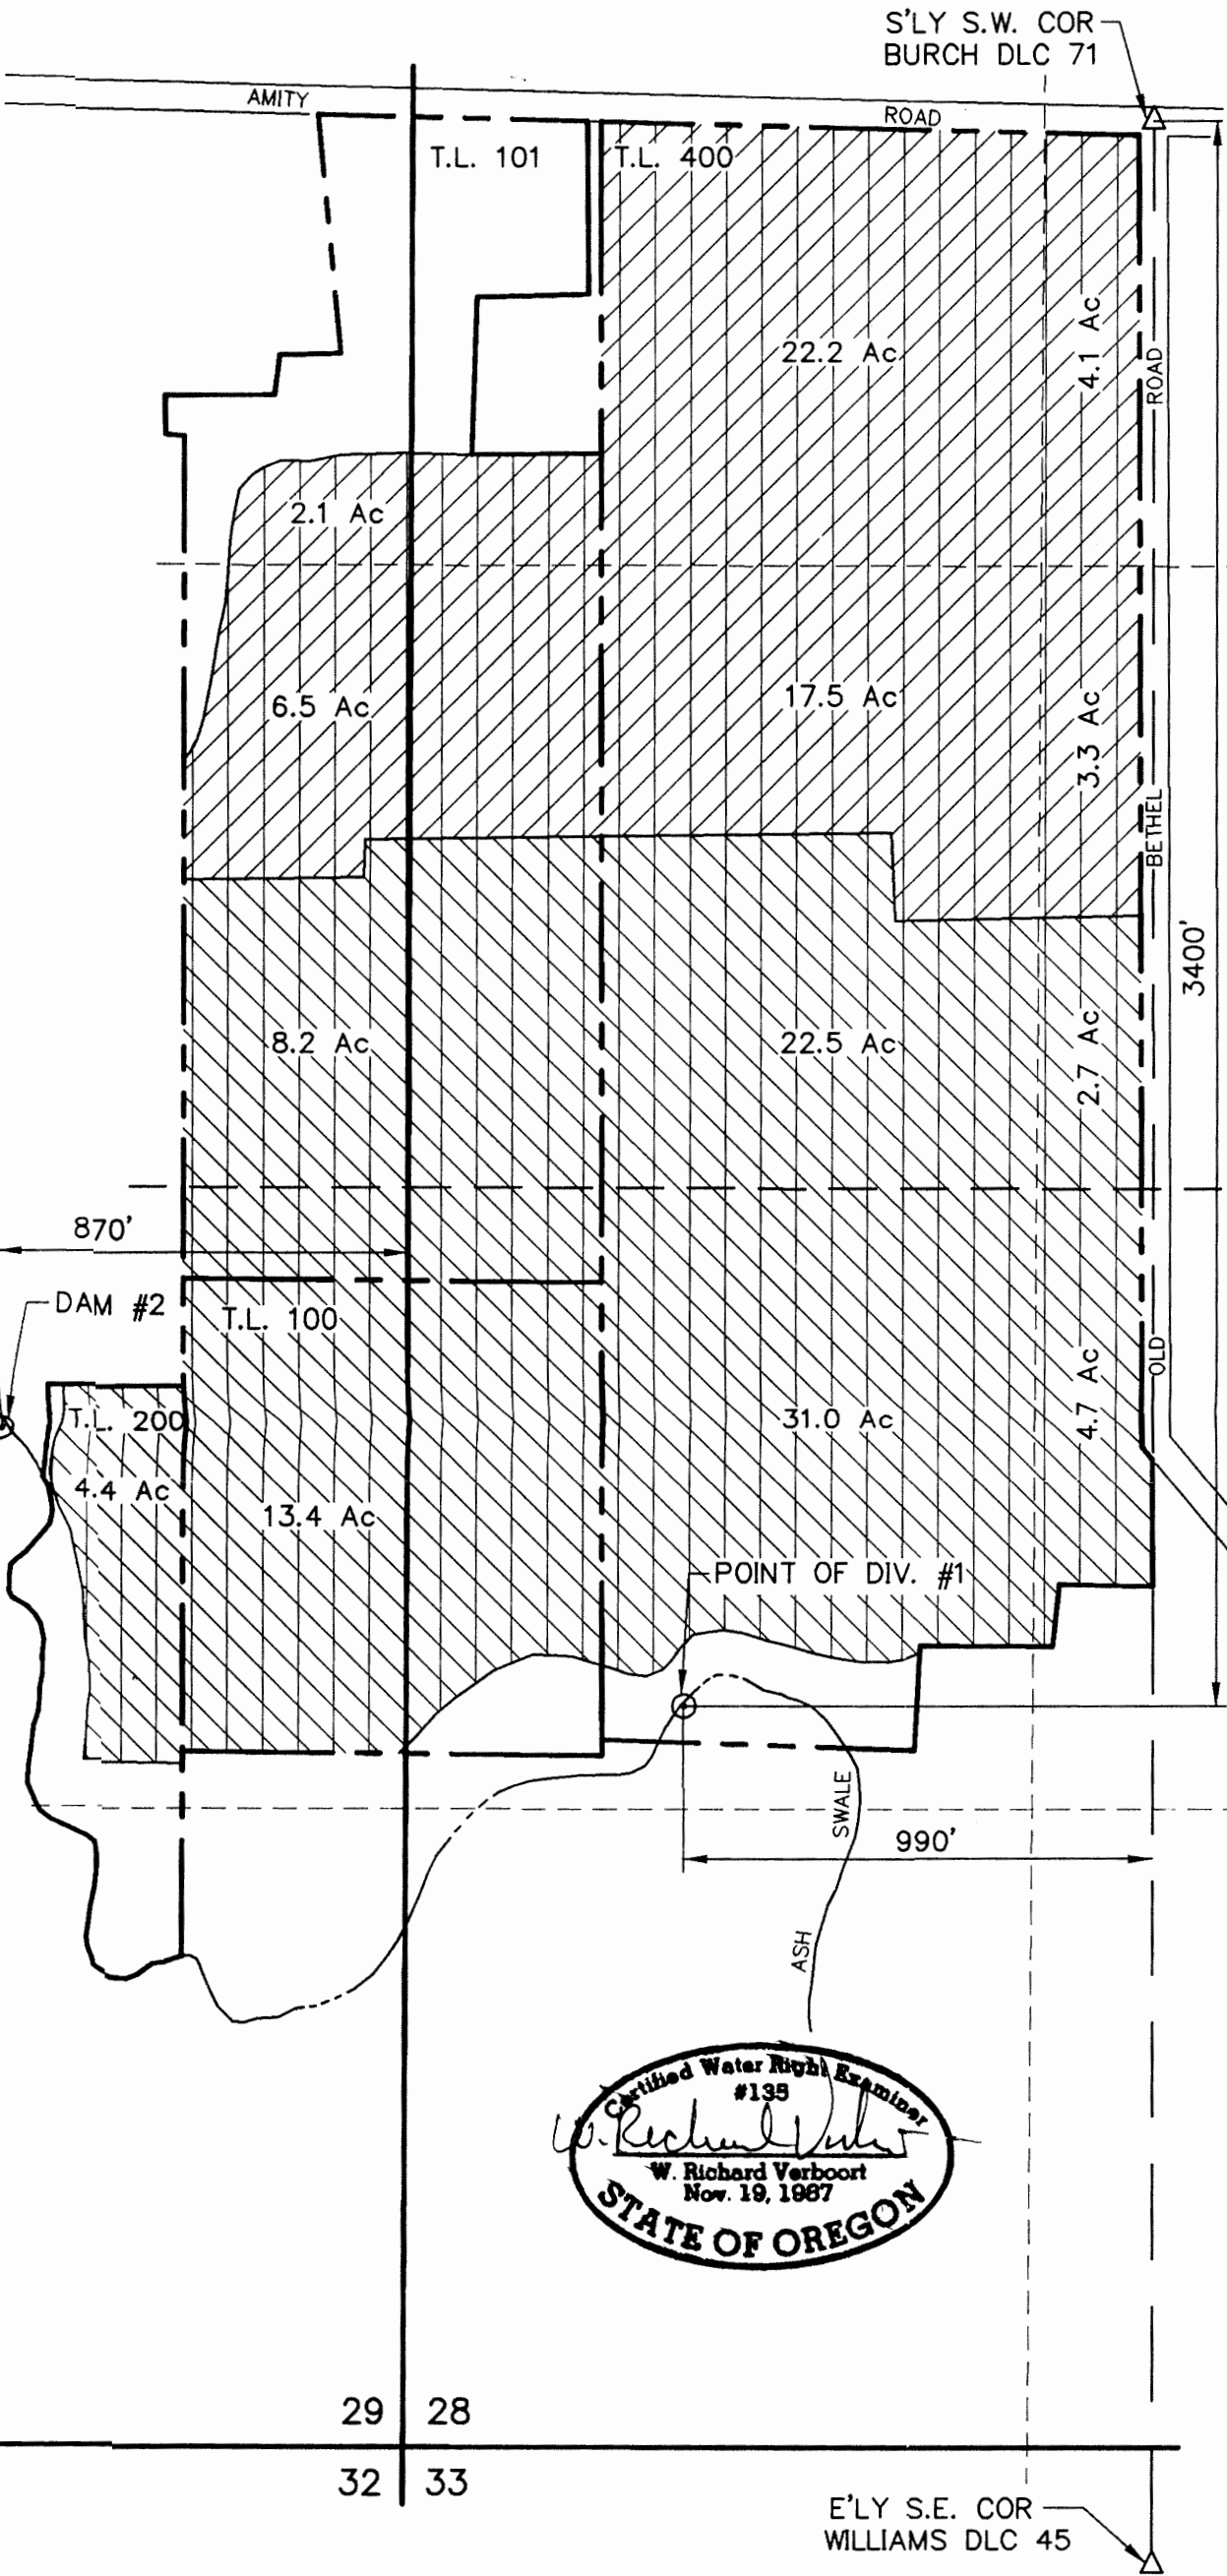 S'LY S.W. COR
BURCH DLC 71
AMITY
ROAD
T.L. 101
T.L. 400
22.2 Ac
4.1 Ac
ROAD
2.1 Ac
6.5 Ac
17.5 Ac
3.3 Ac
BETHEL
3400'
8.2 Ac
22.5 Ac
2.7 Ac
870'
DAM #2
T.L. 100
OLD
T.L. 200
31.0 Ac
4.7 Ac
4.4 Ac
13.4 Ac
POINT OF DIV. #1
SWALE
990'
ASH
Certified Water Right Examiner
#135
W. Richard Verboort
Nov. 19, 1987
STATE OF OREGON
29 28
32 33
E'LY S.E. COR
WILLIAMS DLC 45